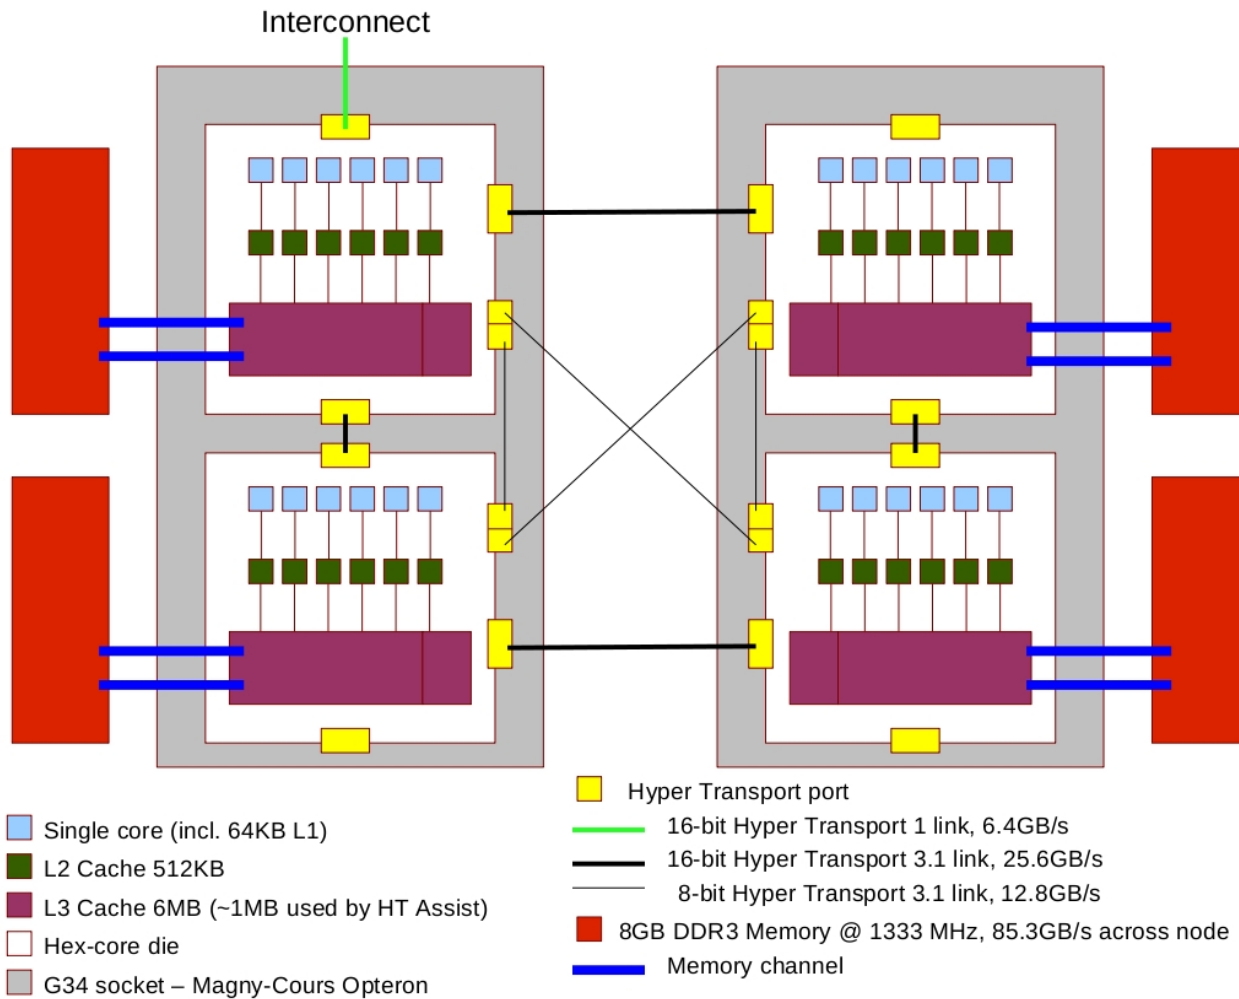 Interconnect
Single core (incl. 64KB L1)
L2 Cache 512KB
L3 Cache 6MB (~1MB used by HT Assist)
Hex-core die
G34 socket – Magny-Cours Opteron
Hyper Transport port
16-bit Hyper Transport 1 link, 6.4GB/s
16-bit Hyper Transport 3.1 link, 25.6GB/s
8-bit Hyper Transport 3.1 link, 12.8GB/s
8GB DDR3 Memory @ 1333 MHz, 85.3GB/s across node
Memory channel